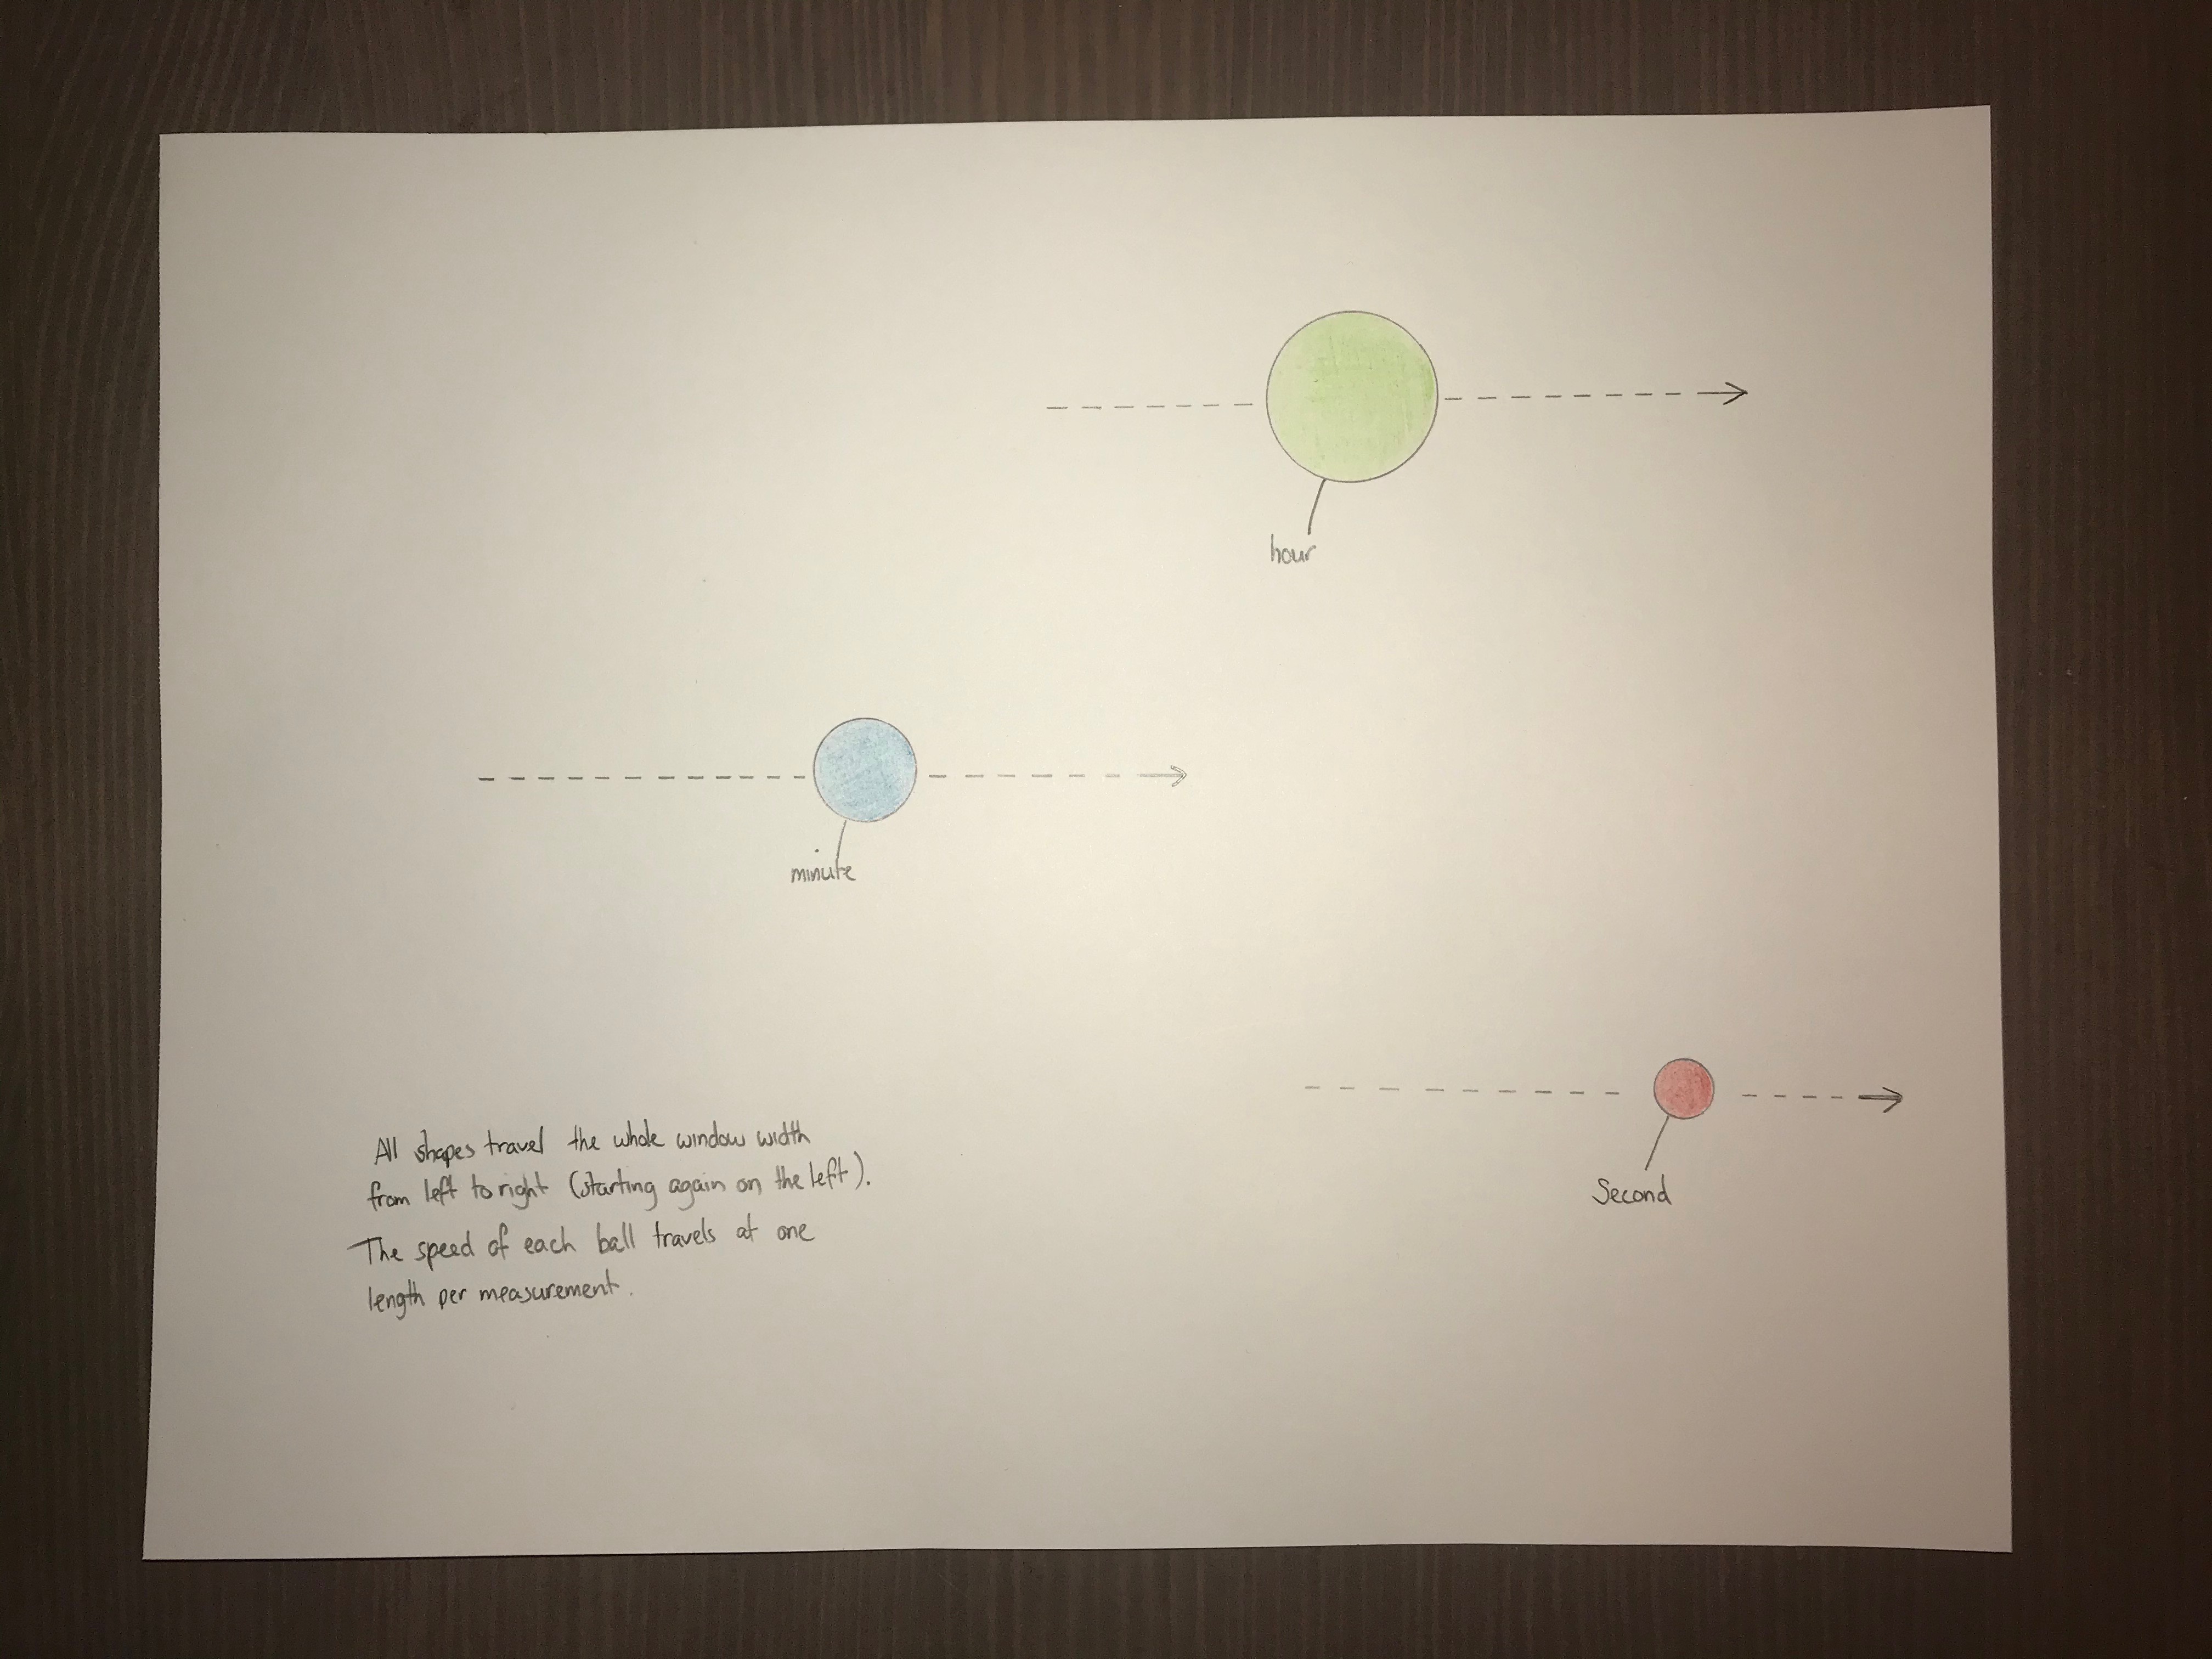 hour
minute
Second
All shapes travel the whole window width
from left to right (starting again on the left).
The speed of each ball travels at one
length per measurement.